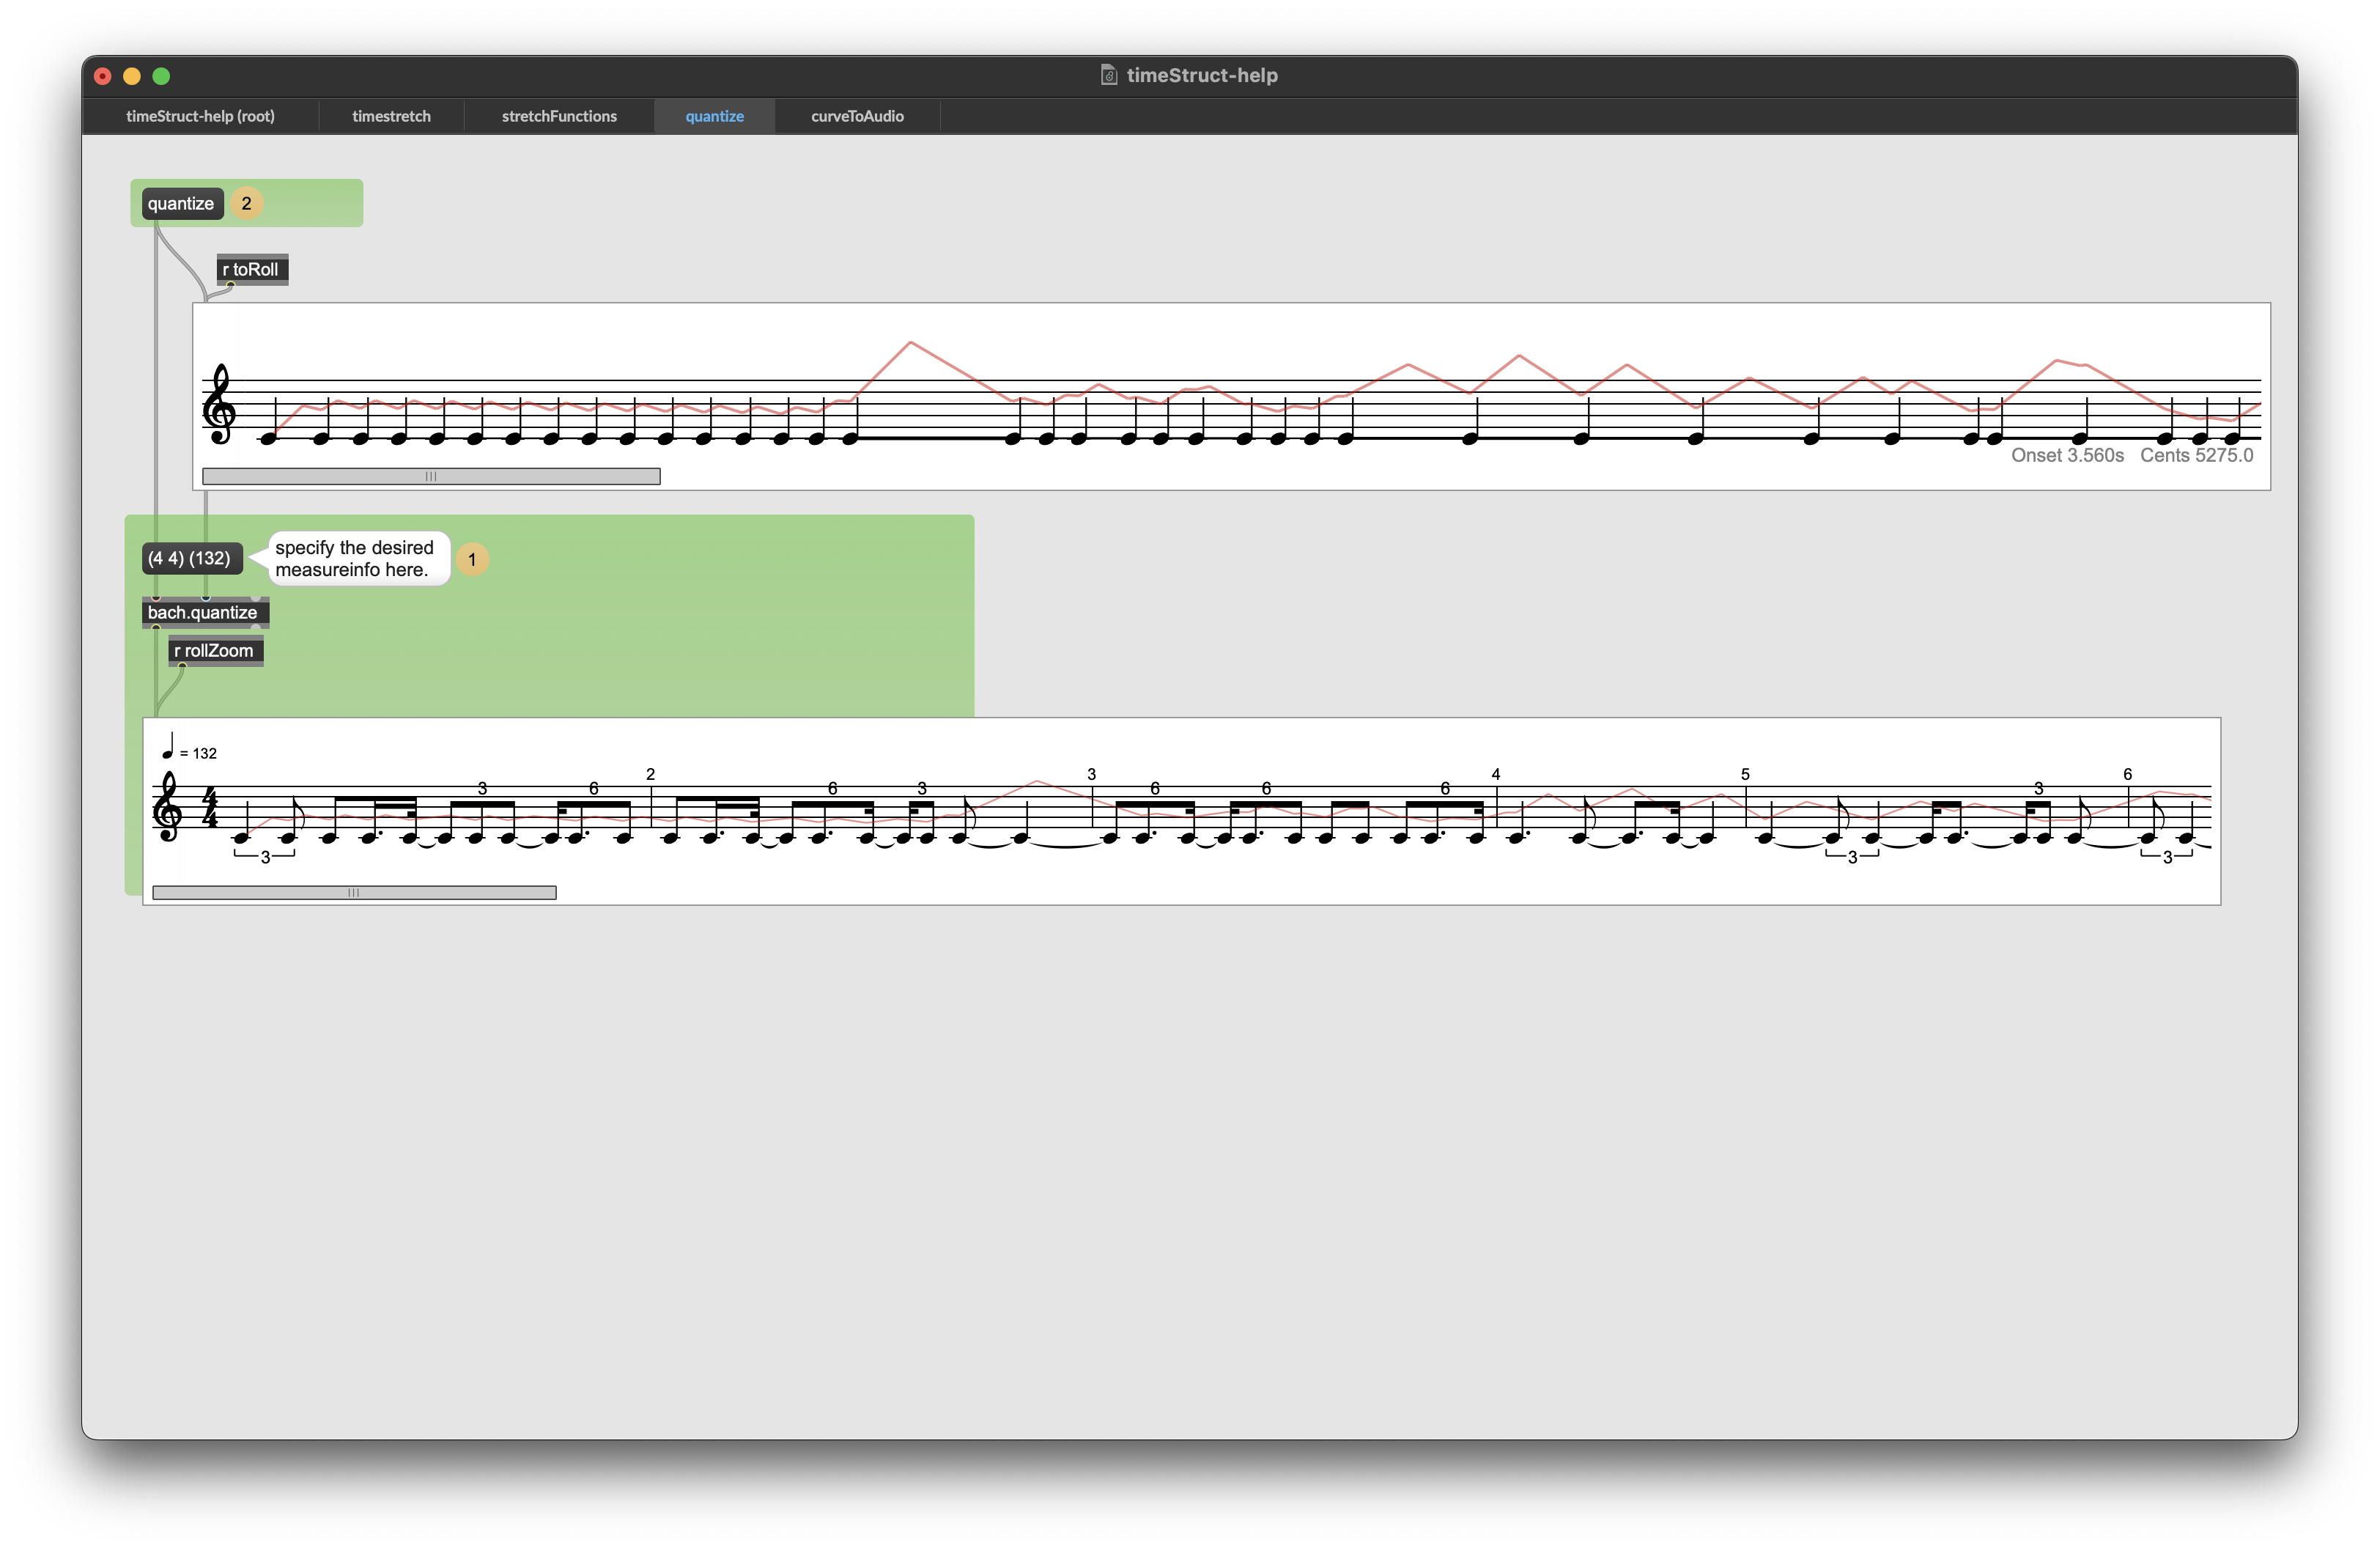 timeStruct-help
timeStruct-help (root)
timestretch
stretchFunctions
quantize
curveToAudio
quantize
2
r toRoll
Onset 3.560s Cents 5275.0
(4 4) (132)
specify the desired
measureinfo here.
1
bach.quantize
r rollZoom
= 132
2 3 4 5 6
3 6 6 3 6 6 6 3
4
4
3 3 3